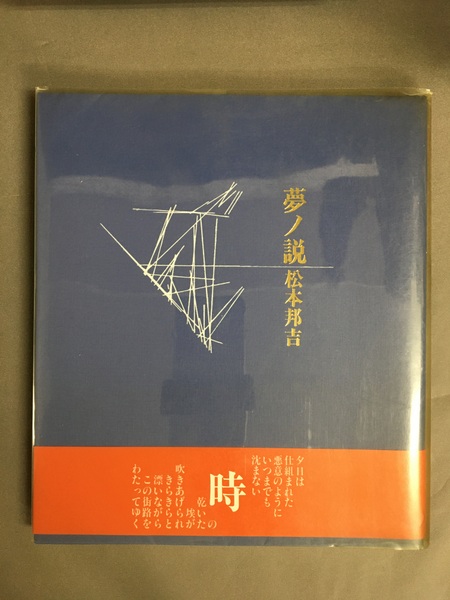 夢ノ説
松本邦吉
夕日は
仕組まれた
悪意のように
いつまでも
沈まない
時の
乾いた
埃が
吹きあげられ
きらきらと
漂いながら
この街路を
わたってゆく